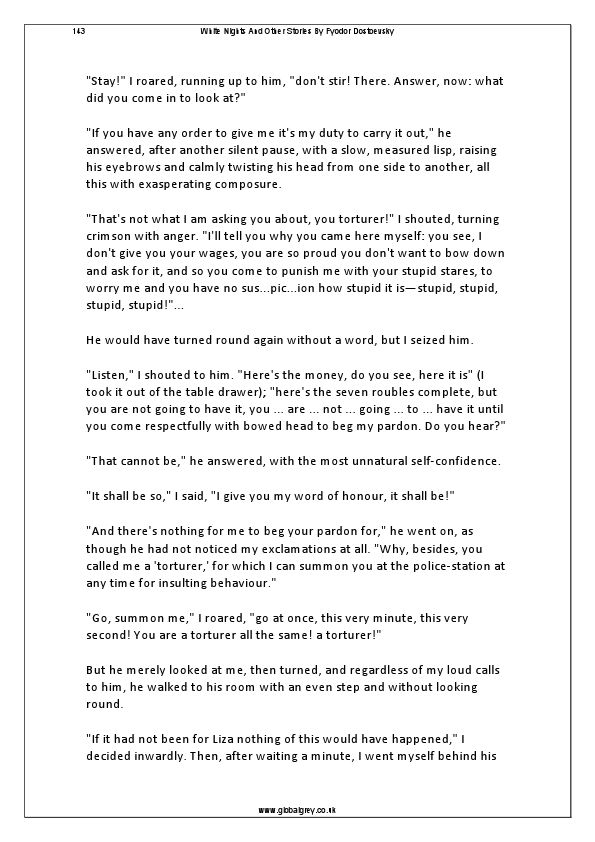 143 White Nights And Other Stories By Fyodor Dostoevsky
"Stay!" I roared, running up to him, "don't stir! There. Answer, now: what
did you come in to look at?"
"If you have any order to give me it's my duty to carry it out," he
answered, after another silent pause, with a slow, measured lisp, raising
his eyebrows and calmly twisting his head from one side to another, all
this with exasperating composure.
"That's not what I am asking you about, you torturer!" I shouted, turning
crimson with anger. "I'll tell you why you came here myself: you see, I
don't give you your wages, you are so proud you don't want to bow down
and ask for it, and so you come to punish me with your stupid stares, to
worry me and you have no sus...pic...ion how stupid it is—stupid, stupid,
stupid, stupid!"...
He would have turned round again without a word, but I seized him.
"Listen," I shouted to him. "Here's the money, do you see, here it is" (I
took it out of the table drawer); "here's the seven roubles complete, but
you are not going to have it, you ... are ... not ... going ... to ... have it until
you come respectfully with bowed head to beg my pardon. Do you hear?"
"That cannot be," he answered, with the most unnatural self-confidence.
"It shall be so," I said, "I give you my word of honour, it shall be!"
"And there's nothing for me to beg your pardon for," he went on, as
though he had not noticed my exclamations at all. "Why, besides, you
called me a 'torturer,' for which I can summon you at the police-station at
any time for insulting behaviour."
"Go, summon me," I roared, "go at once, this very minute, this very
second! You are a torturer all the same! a torturer!"
But he merely looked at me, then turned, and regardless of my loud calls
to him, he walked to his room with an even step and without looking
round.
"If it had not been for Liza nothing of this would have happened," I
decided inwardly. Then, after waiting a minute, I went myself behind his
www.globalgrey.co.uk